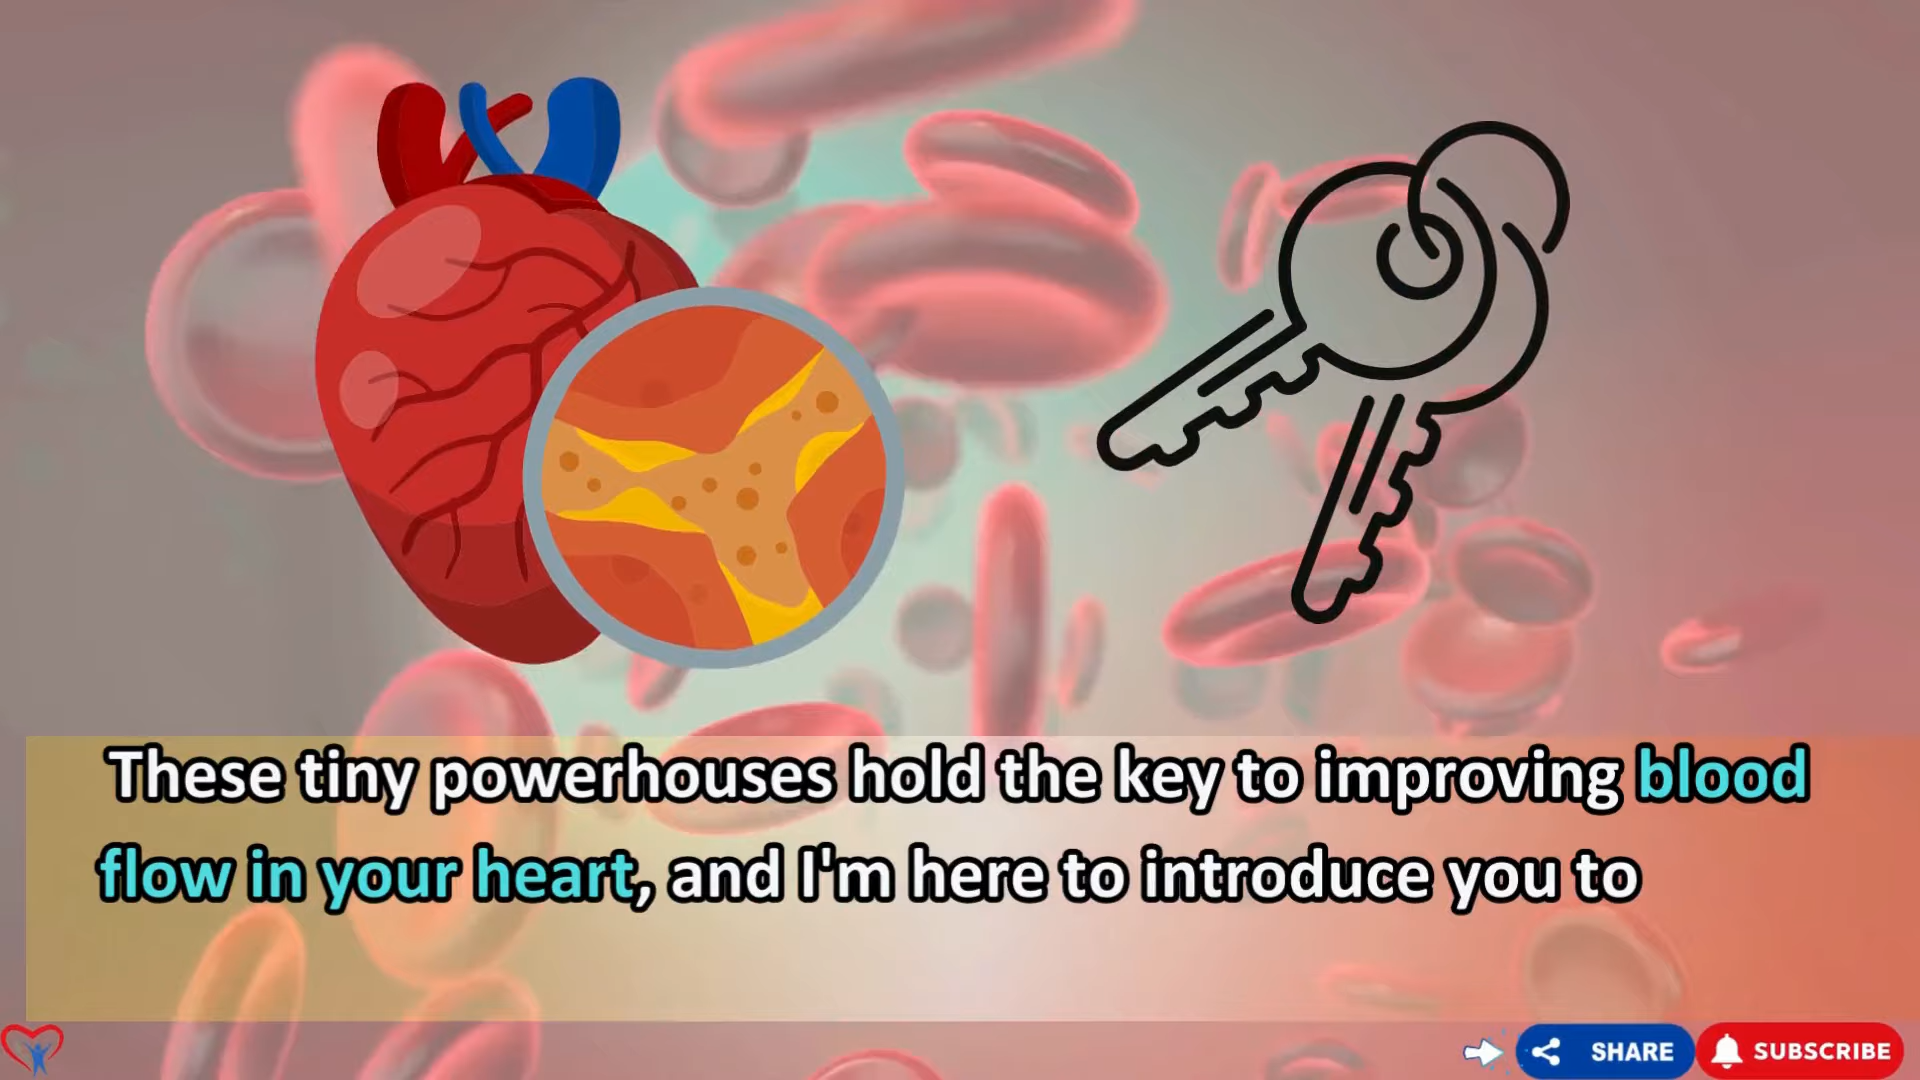 These tiny powerhouses hold the key to improving blood
flow in your heart, and I'm here to introduce you to
SHARE
SUBSCRIBE